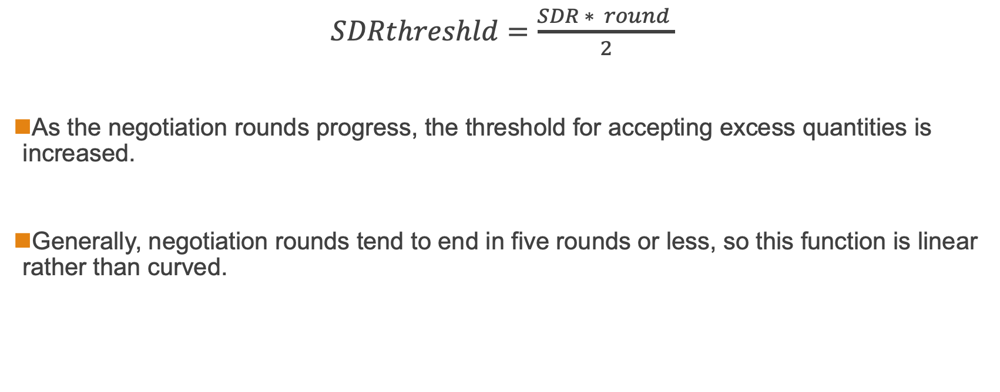 SDRthreshld = SDR * round / 2
■As the negotiation rounds progress, the threshold for accepting excess quantities is
increased.
■Generally, negotiation rounds tend to end in five rounds or less, so this function is linear
rather than curved.